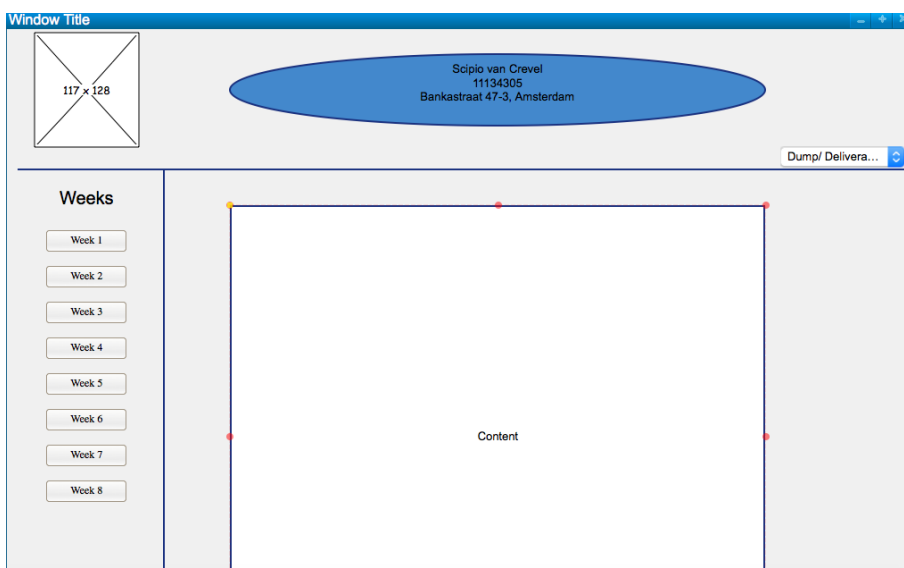 Window Title
117 x 128
Scipio van Crevel
11134305
Bankastraat 47-3, Amsterdam
Dump/ Delivera...
Weeks
Week 1
Week 2
Week 3
Week 4
Week 5
Week 6
Week 7
Week 8
Content